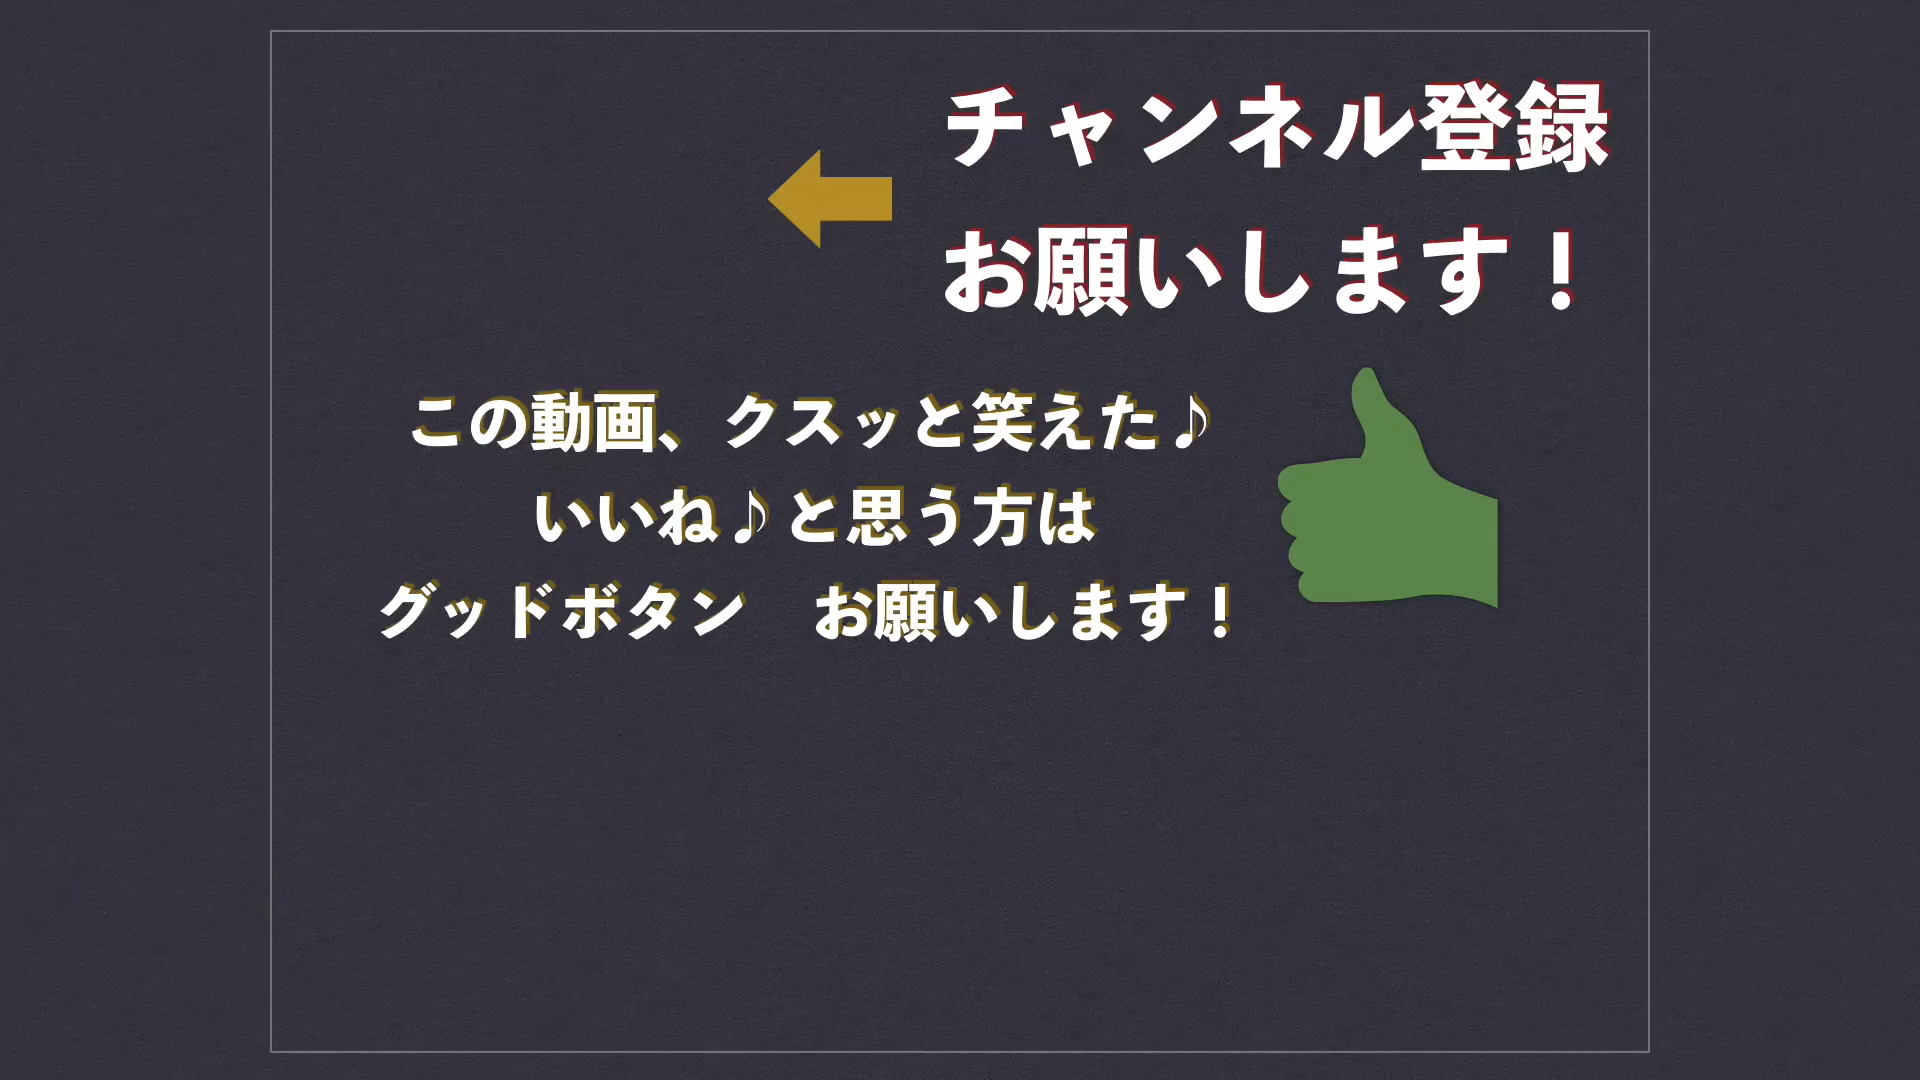 チャンネル登録
お願いします！
この動画、クスッと笑えた♪
いいね♪と思う方は
グッドボタン　お願いします！